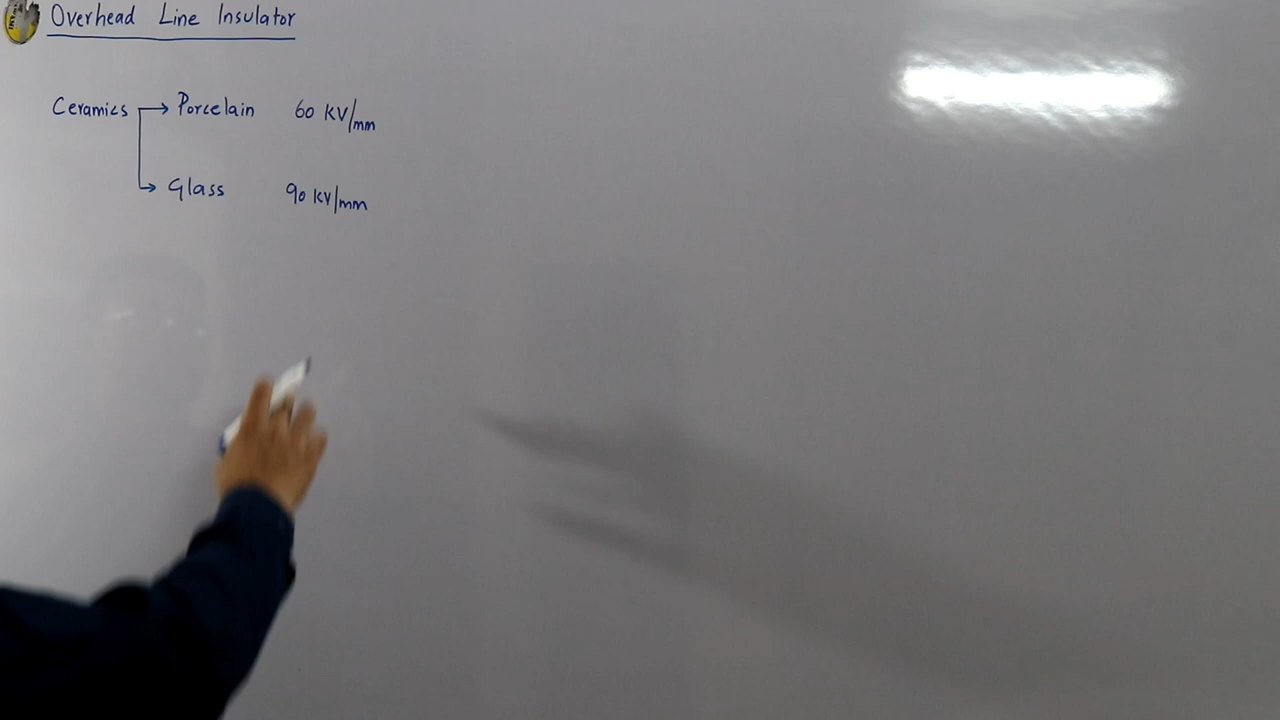 Overhead Line Insulator
Ceramics → Porcelain 60 KV/mm
→ Glass 90 KV/mm